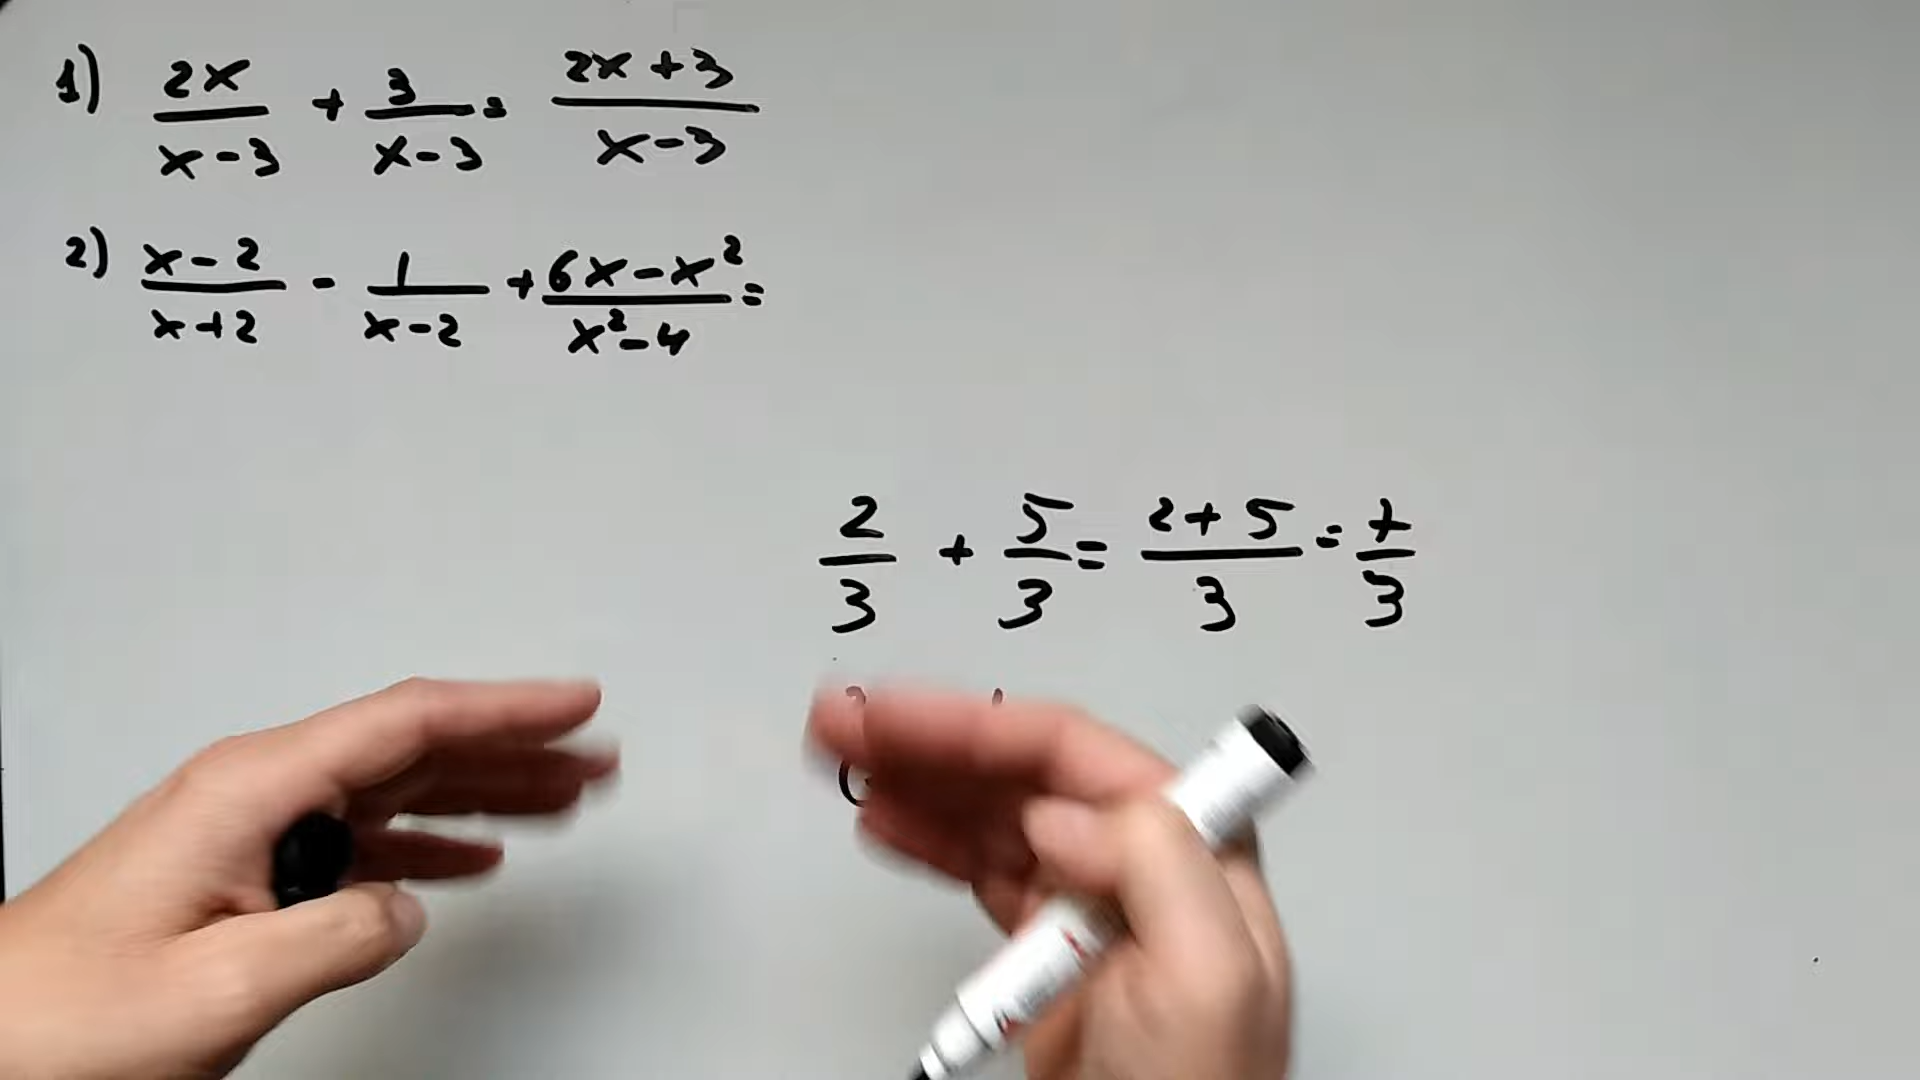 1) 2x/(x-3) + 3/(x-3) = (2x+3)/(x-3)
2) (x-2)/(x+2) - 1/(x-2) + (6x-x²)/(x²-4) =
2/3 + 5/3 = (2+5)/3 = 7/3